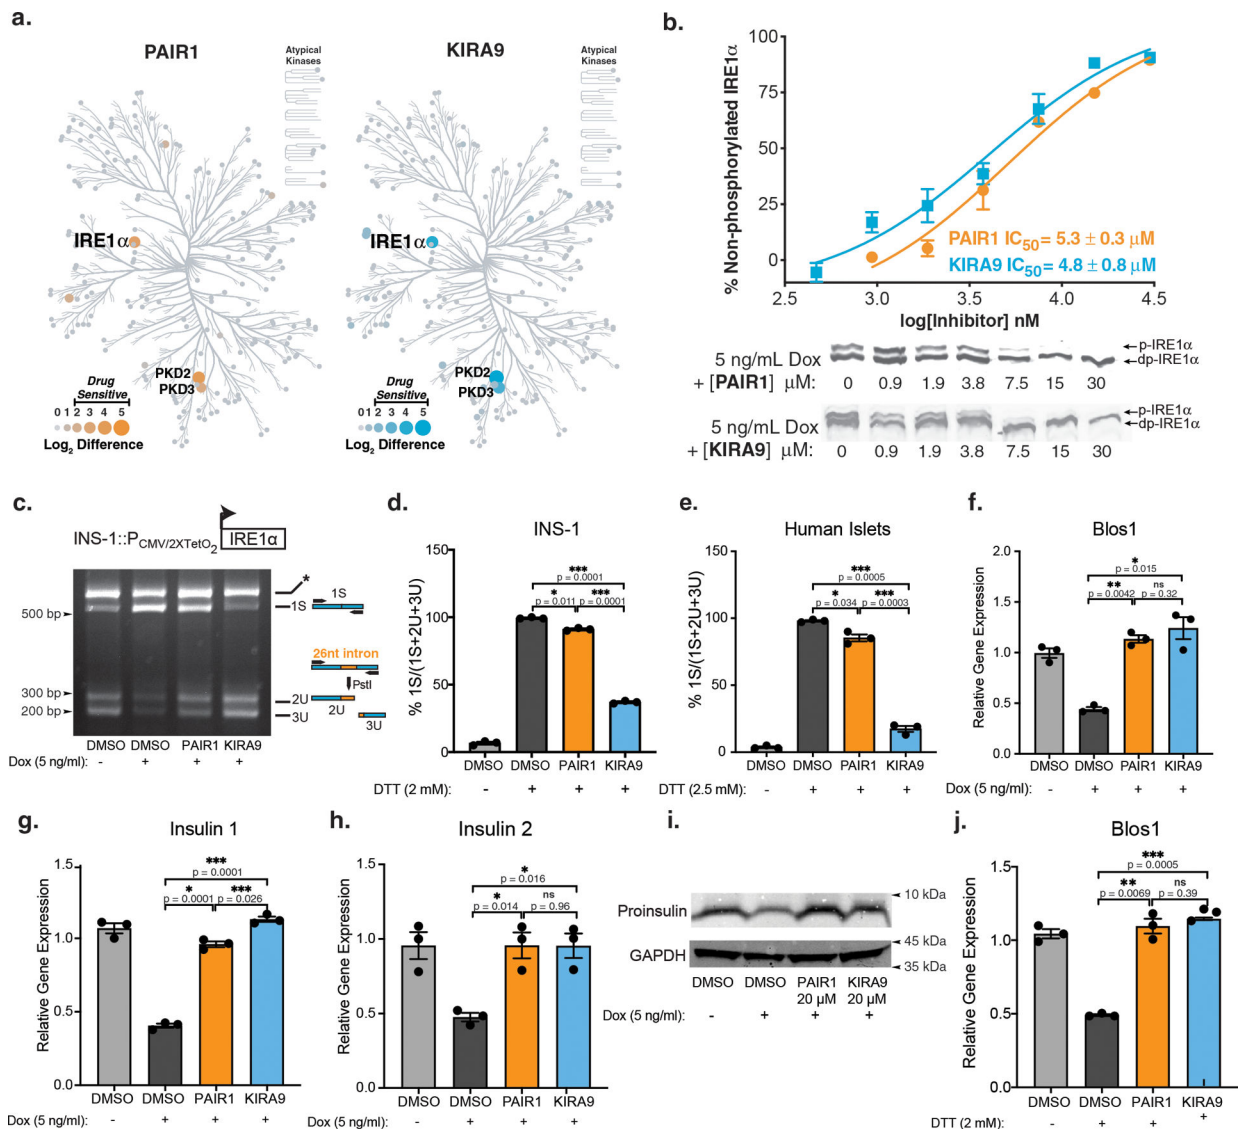 a.
PAIR1
KIRA9
Atypical
Kinases
Atypical
Kinases
IRE1α
IRE1α
PKD2
PKD3
PKD2
PKD3
Drug
Sensitive
0 1 2 3 4 5
Log2 Difference
Drug
Sensitive
0 1 2 3 4 5
Log2 Difference
b.
% Non-phosphorylated IRE1α
100
75
50
25
0
2.5 3.0 3.5 4.0 4.5
log[Inhibitor] nM
PAIR1 IC50 = 5.3 ± 0.3 μM
KIRA9 IC50 = 4.8 ± 0.8 μM
5 ng/mL Dox
+ [PAIR1] μM: 0 0.9 1.9 3.8 7.5 15 30
p-IRE1α
dp-IRE1α
5 ng/mL Dox
+ [KIRA9] μM: 0 0.9 1.9 3.8 7.5 15 30
p-IRE1α
dp-IRE1α
c.
INS-1::PCMV/2XTetO2 IRE1α
*
1S 1S
500 bp
26nt intron
PstI
300 bp
200 bp
2U 2U
3U 3U
DMSO DMSO PAIR1 KIRA9
Dox (5 ng/ml): - + + +
d.
INS-1
% 1S/(1S+2U+3U)
150
100
50
0
***
p = 0.0001
* ***
p = 0.011 p = 0.0001
DMSO DMSO PAIR1 KIRA9
DTT (2 mM): - + + +
e.
Human Islets
% 1S/(1S+2U+3U)
150
100
50
0
***
p = 0.0005
* ***
p = 0.034 p = 0.0003
DMSO DMSO PAIR1 KIRA9
DTT (2.5 mM): - + + +
f.
Blos1
Relative Gene Expression
2.0
1.5
1.0
0.5
0.0
*
p = 0.015
** ns
p = 0.0042 p = 0.32
DMSO DMSO PAIR1 KIRA9
Dox (5 ng/ml): - + + +
g.
Insulin 1
Relative Gene Expression
1.5
1.0
0.5
0.0
***
p = 0.0001
* ***
p = 0.0001 p = 0.026
DMSO DMSO PAIR1 KIRA9
Dox (5 ng/ml): - + + +
h.
Insulin 2
Relative Gene Expression
1.5
1.0
0.5
0.0
*
p = 0.016
* ns
p = 0.014 p = 0.96
DMSO DMSO PAIR1 KIRA9
Dox (5 ng/ml): - + + +
i.
Proinsulin
10 kDa
GAPDH
45 kDa
35 kDa
DMSO DMSO PAIR1 KIRA9
20 μM 20 μM
Dox (5 ng/ml): - + + +
j.
Blos1
Relative Gene Expression
1.5
1.0
0.5
0.0
***
p = 0.0005
** ns
p = 0.0069 p = 0.39
DMSO DMSO PAIR1 KIRA9
DTT (2 mM): - + + +